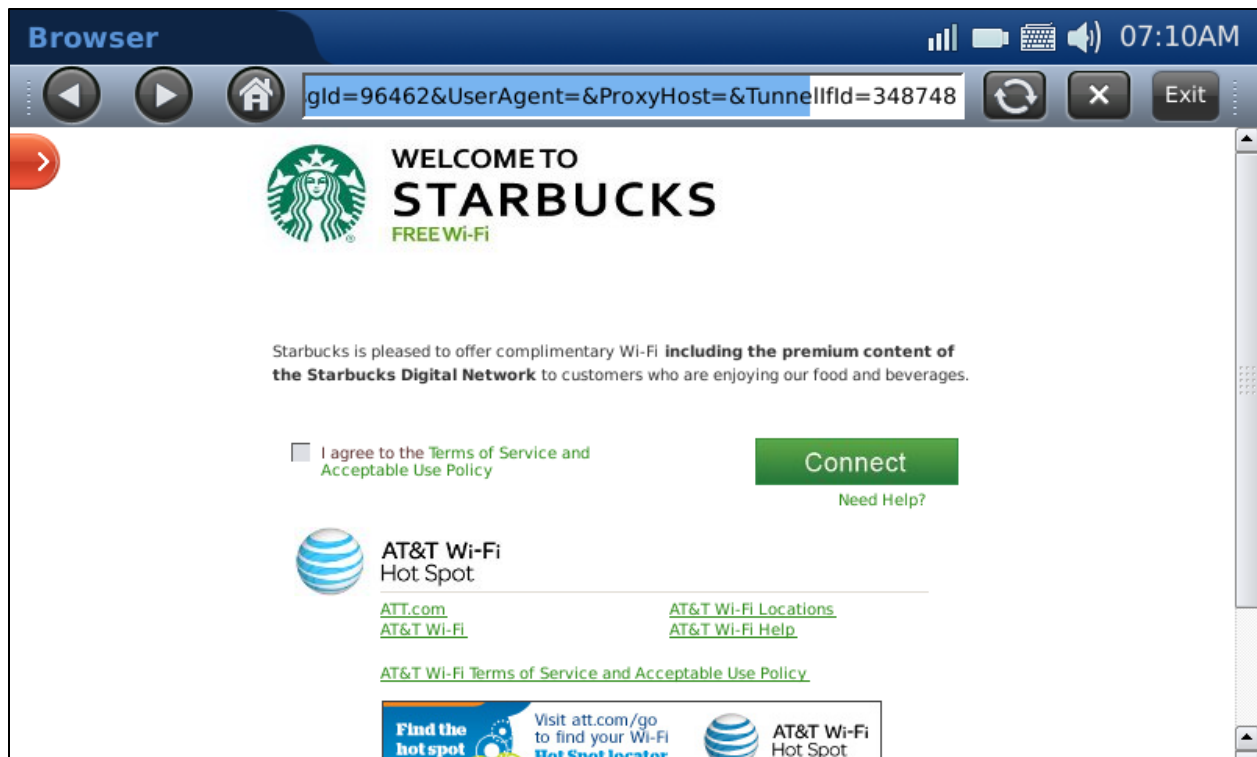 Browser
07:10AM
gId=96462&UserAgent=&ProxyHost=&TunnelIfId=348748
Exit
WELCOME TO
STARBUCKS
FREE Wi-Fi
Starbucks is pleased to offer complimentary Wi-Fi including the premium content of
the Starbucks Digital Network to customers who are enjoying our food and beverages.
I agree to the Terms of Service and
Acceptable Use Policy
Connect
Need Help?
AT&T Wi-Fi
Hot Spot
ATT.com
AT&T Wi-Fi Locations
AT&T Wi-Fi
AT&T Wi-Fi Help
AT&T Wi-Fi Terms of Service and Acceptable Use Policy
Find the
hot spot
Visit att.com/go
to find your Wi-Fi
Hot Spot locator
AT&T Wi-Fi
Hot Spot